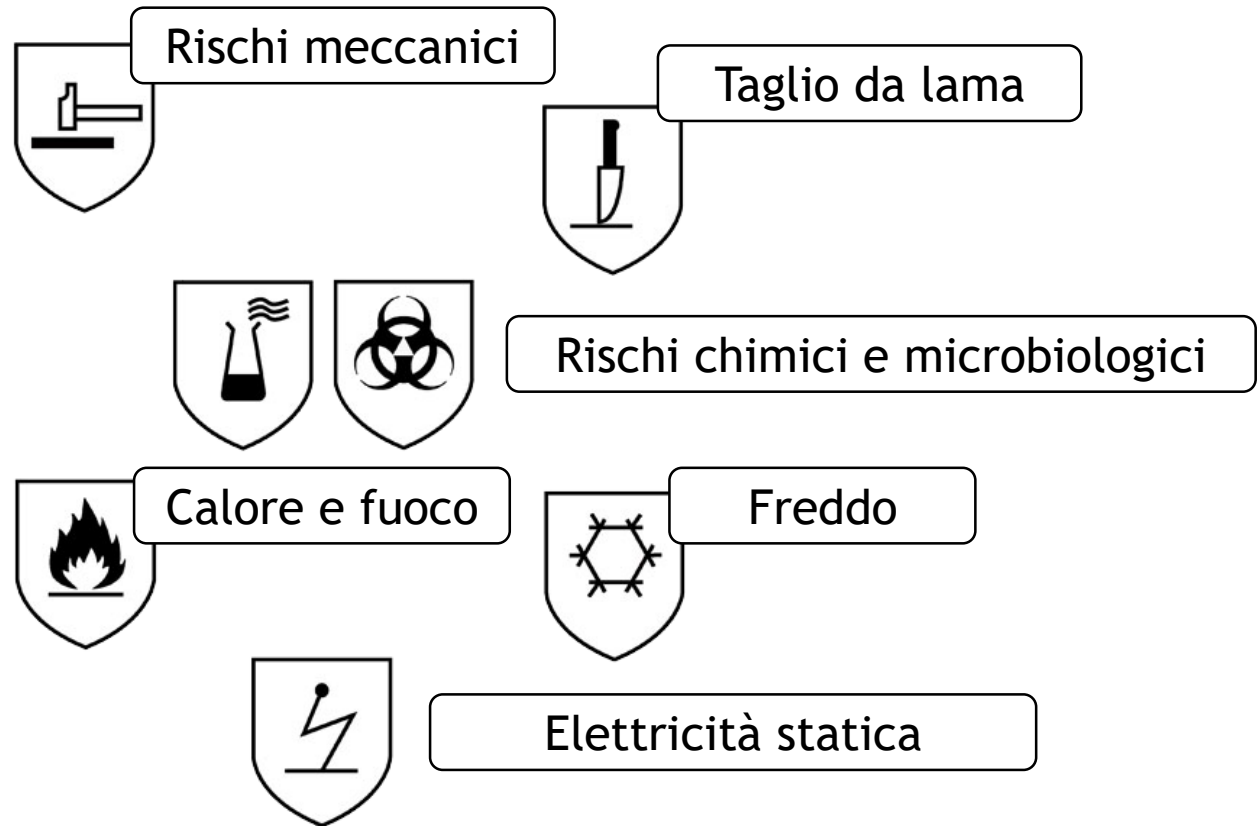 Rischi meccanici
Taglio da lama
Rischi chimici e microbiologici
Calore e fuoco
Freddo
Elettricità statica